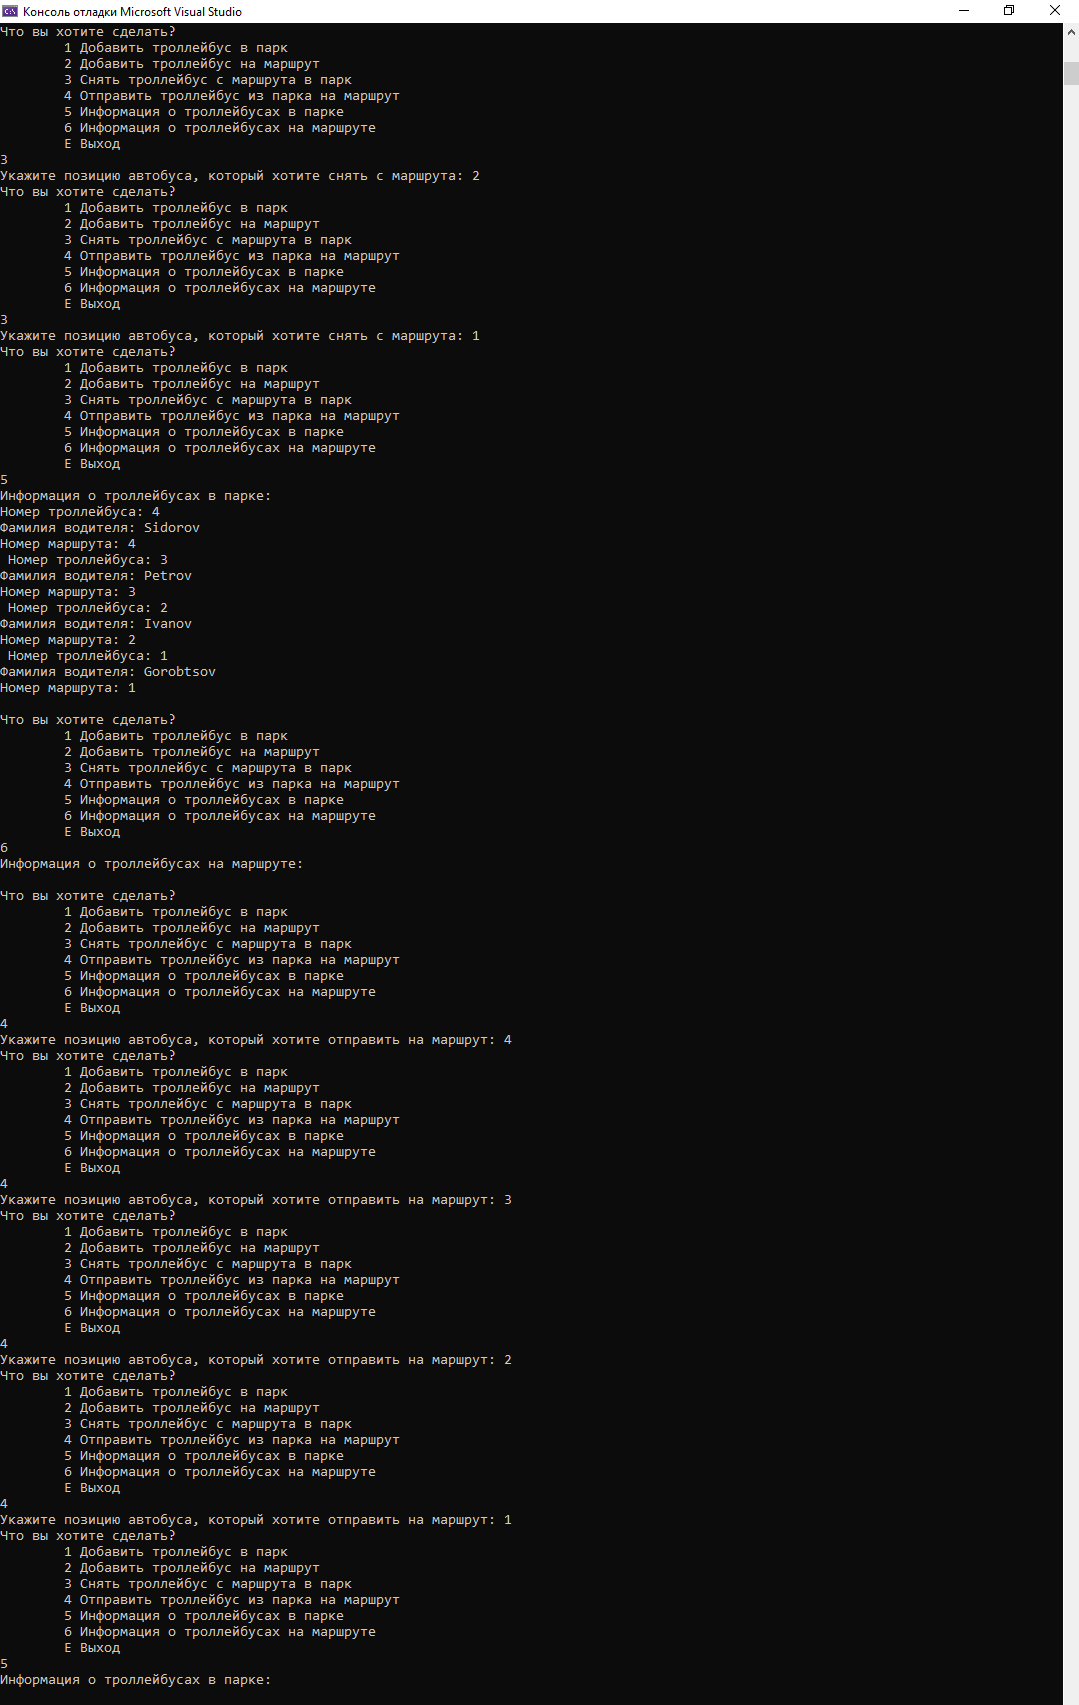 Консоль отладки Microsoft Visual Studio
Что вы хотите сделать?
1 Добавить троллейбус в парк
2 Добавить троллейбус на маршрут
3 Снять троллейбус с маршрута в парк
4 Отправить троллейбус из парка на маршрут
5 Информация о троллейбусах в парке
6 Информация о троллейбусах на маршруте
E Выход
3
Укажите позицию автобуса, который хотите снять с маршрута: 2
Что вы хотите сделать?
1 Добавить троллейбус в парк
2 Добавить троллейбус на маршрут
3 Снять троллейбус с маршрута в парк
4 Отправить троллейбус из парка на маршрут
5 Информация о троллейбусах в парке
6 Информация о троллейбусах на маршруте
E Выход
3
Укажите позицию автобуса, который хотите снять с маршрута: 1
Что вы хотите сделать?
1 Добавить троллейбус в парк
2 Добавить троллейбус на маршрут
3 Снять троллейбус с маршрута в парк
4 Отправить троллейбус из парка на маршрут
5 Информация о троллейбусах в парке
6 Информация о троллейбусах на маршруте
E Выход
5
Информация о троллейбусах в парке:
Номер троллейбуса: 4
Фамилия водителя: Sidorov
Номер маршрута: 4
Номер троллейбуса: 3
Фамилия водителя: Petrov
Номер маршрута: 3
Номер троллейбуса: 2
Фамилия водителя: Ivanov
Номер маршрута: 2
Номер троллейбуса: 1
Фамилия водителя: Gorobtsov
Номер маршрута: 1
Что вы хотите сделать?
1 Добавить троллейбус в парк
2 Добавить троллейбус на маршрут
3 Снять троллейбус с маршрута в парк
4 Отправить троллейбус из парка на маршрут
5 Информация о троллейбусах в парке
6 Информация о троллейбусах на маршруте
E Выход
6
Информация о троллейбусах на маршруте:
Что вы хотите сделать?
1 Добавить троллейбус в парк
2 Добавить троллейбус на маршрут
3 Снять троллейбус с маршрута в парк
4 Отправить троллейбус из парка на маршрут
5 Информация о троллейбусах в парке
6 Информация о троллейбусах на маршруте
E Выход
4
Укажите позицию автобуса, который хотите отправить на маршрут: 4
Что вы хотите сделать?
1 Добавить троллейбус в парк
2 Добавить троллейбус на маршрут
3 Снять троллейбус с маршрута в парк
4 Отправить троллейбус из парка на маршрут
5 Информация о троллейбусах в парке
6 Информация о троллейбусах на маршруте
E Выход
4
Укажите позицию автобуса, который хотите отправить на маршрут: 3
Что вы хотите сделать?
1 Добавить троллейбус в парк
2 Добавить троллейбус на маршрут
3 Снять троллейбус с маршрута в парк
4 Отправить троллейбус из парка на маршрут
5 Информация о троллейбусах в парке
6 Информация о троллейбусах на маршруте
E Выход
4
Укажите позицию автобуса, который хотите отправить на маршрут: 2
Что вы хотите сделать?
1 Добавить троллейбус в парк
2 Добавить троллейбус на маршрут
3 Снять троллейбус с маршрута в парк
4 Отправить троллейбус из парка на маршрут
5 Информация о троллейбусах в парке
6 Информация о троллейбусах на маршруте
E Выход
4
Укажите позицию автобуса, который хотите отправить на маршрут: 1
Что вы хотите сделать?
1 Добавить троллейбус в парк
2 Добавить троллейбус на маршрут
3 Снять троллейбус с маршрута в парк
4 Отправить троллейбус из парка на маршрут
5 Информация о троллейбусах в парке
6 Информация о троллейбусах на маршруте
E Выход
5
Информация о троллейбусах в парке: